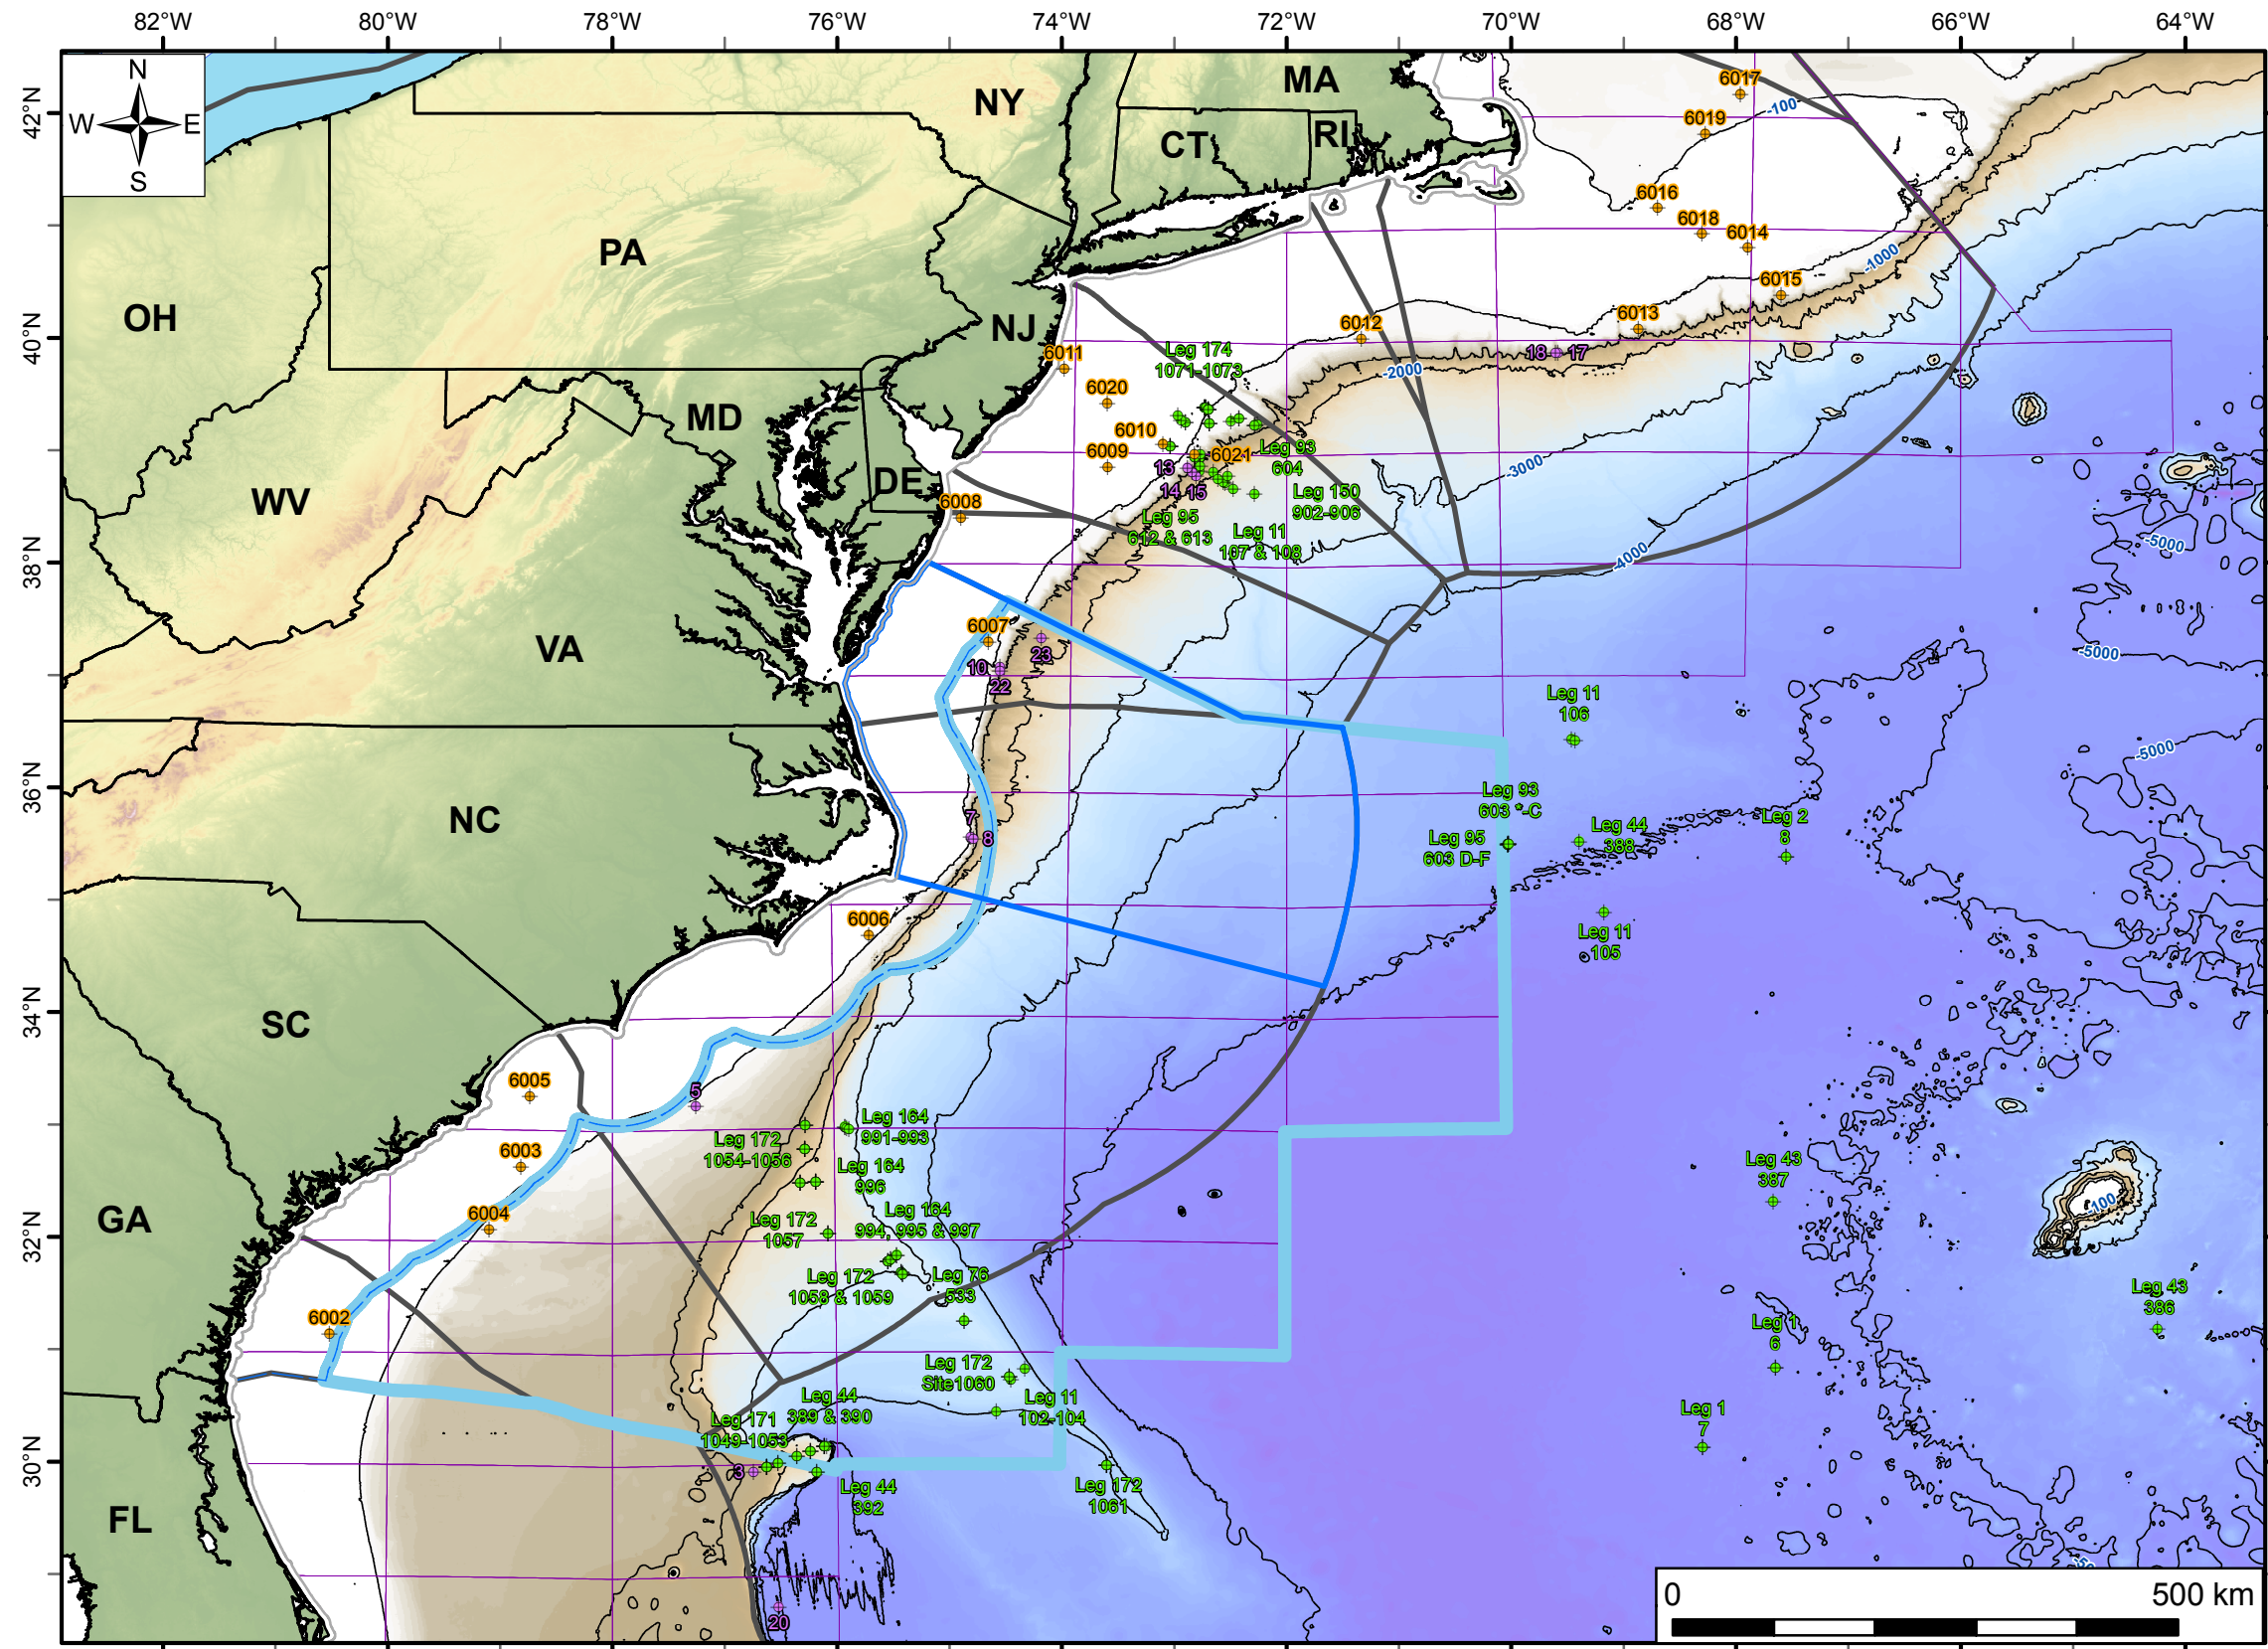 82°W
80°W
78°W
76°W
74°W
72°W
70°W
68°W
66°W
64°W
N
W
E
S
NY
MA
CT
RI
6017
-100
6019
42°N
PA
6016
6018
6014
-1000
OH
NJ
6015
6013
40°N
6012
6011
Leg 174
1071-1073
18
17
-2000
6020
MD
6010
6009
6021
Leg 93
604
13
14
15
-3000
DE
WV
Leg 150
902-906
6008
Leg 95
612 & 613
Leg 11
107 & 108
-4000
-5000
38°N
VA
6007
23
10
22
-5000
Leg 11
106
-5000
36°N
Leg 93
603 *-C
NC
7
8
Leg 95
603 D-F
Leg 44
388
Leg 2
8
6006
Leg 11
105
34°N
SC
6005
5
Leg 164
991-993
Leg 172
1054-1056
6003
Leg 164
996
Leg 43
387
-100
GA
6004
Leg 172
1057
Leg 164
994, 995 & 997
32°N
Leg 172
1058 & 1059
Leg 76
533
Leg 43
386
6002
Leg 1
6
Leg 172
Site1060
Leg 11
102-104
Leg 44
389 & 390
Leg 171
1049-1053
Leg 1
7
30°N
3
Leg 44
392
Leg 172
1061
FL
20
0
500 km